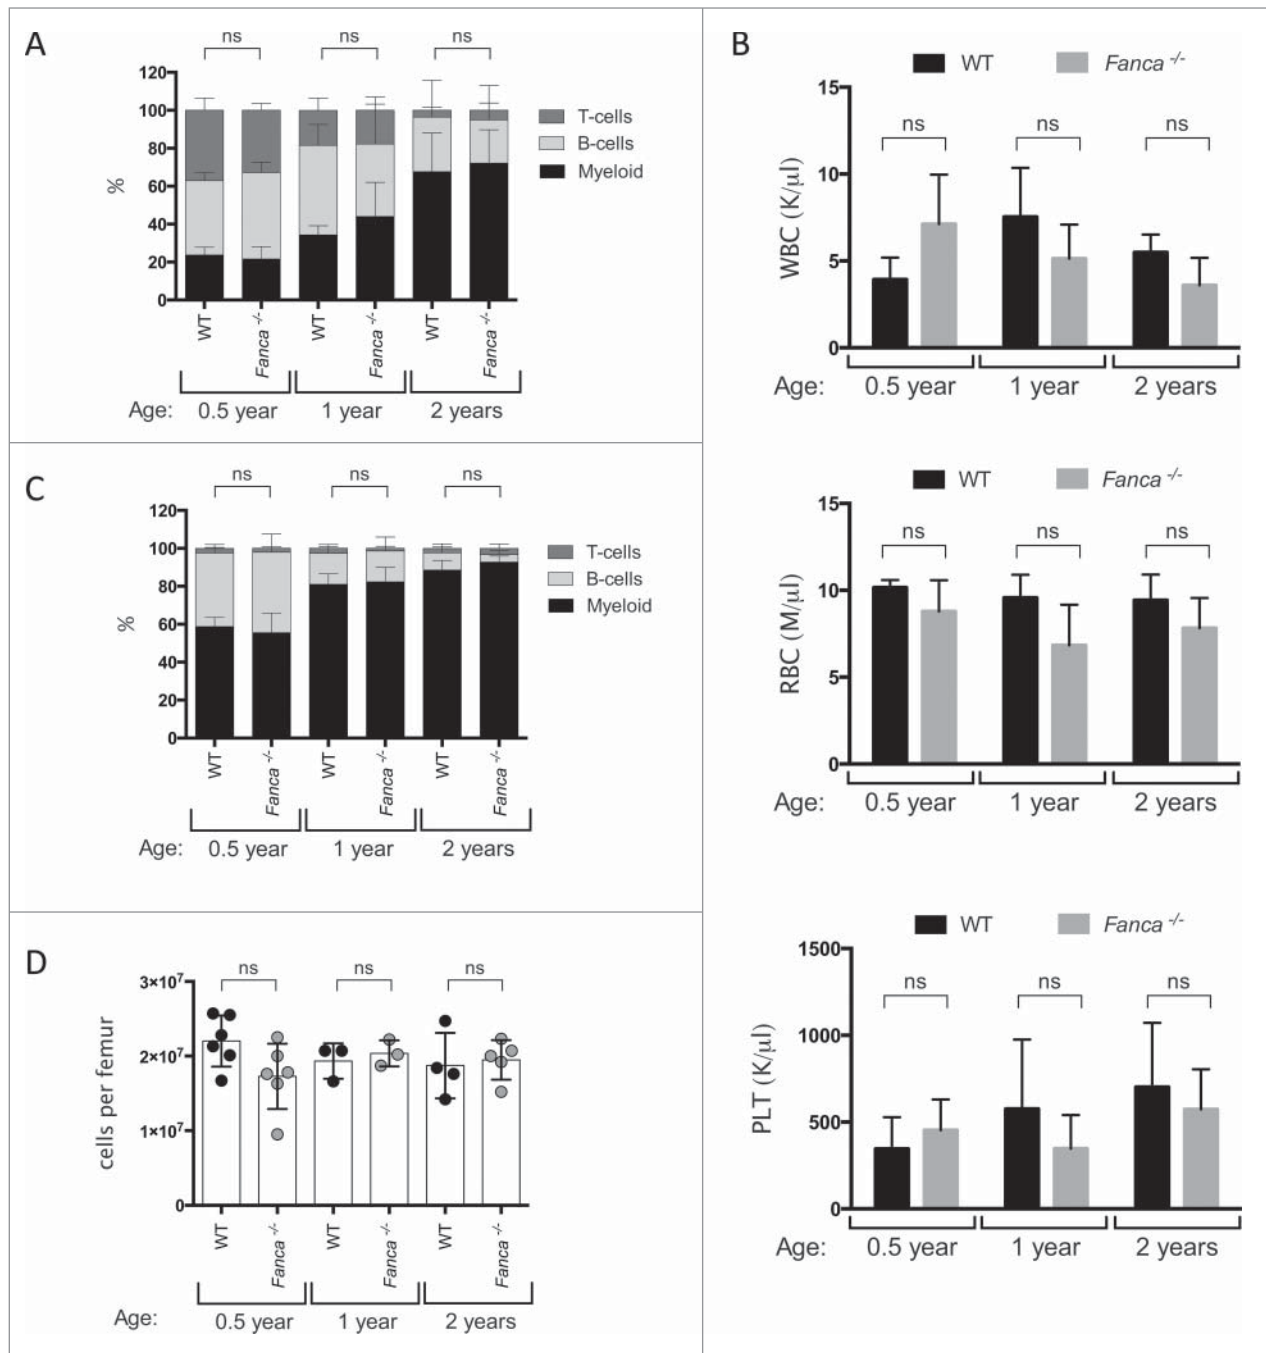 A
ns ns ns
120
100
80
60
40
20
0
%
T-cells
B-cells
Myeloid
WT Fanca -/- WT Fanca -/- WT Fanca -/-
Age: 0.5 year 1 year 2 years
B
WT Fanca -/-
15
10
5
0
WBC (K/µl)
ns ns ns
Age: 0.5 year 1 year 2 years
WT Fanca -/-
15
10
5
0
RBC (M/µl)
ns ns ns
Age: 0.5 year 1 year 2 years
WT Fanca -/-
1500
1000
500
0
PLT (K/µl)
ns ns ns
Age: 0.5 year 1 year 2 years
C
ns ns ns
120
100
80
60
40
20
0
%
T-cells
B-cells
Myeloid
WT Fanca -/- WT Fanca -/- WT Fanca -/-
Age: 0.5 year 1 year 2 years
D
ns ns ns
3×10⁷
2×10⁷
1×10⁷
0
cells per femur
WT Fanca -/- WT Fanca -/- WT Fanca -/-
Age: 0.5 year 1 year 2 years